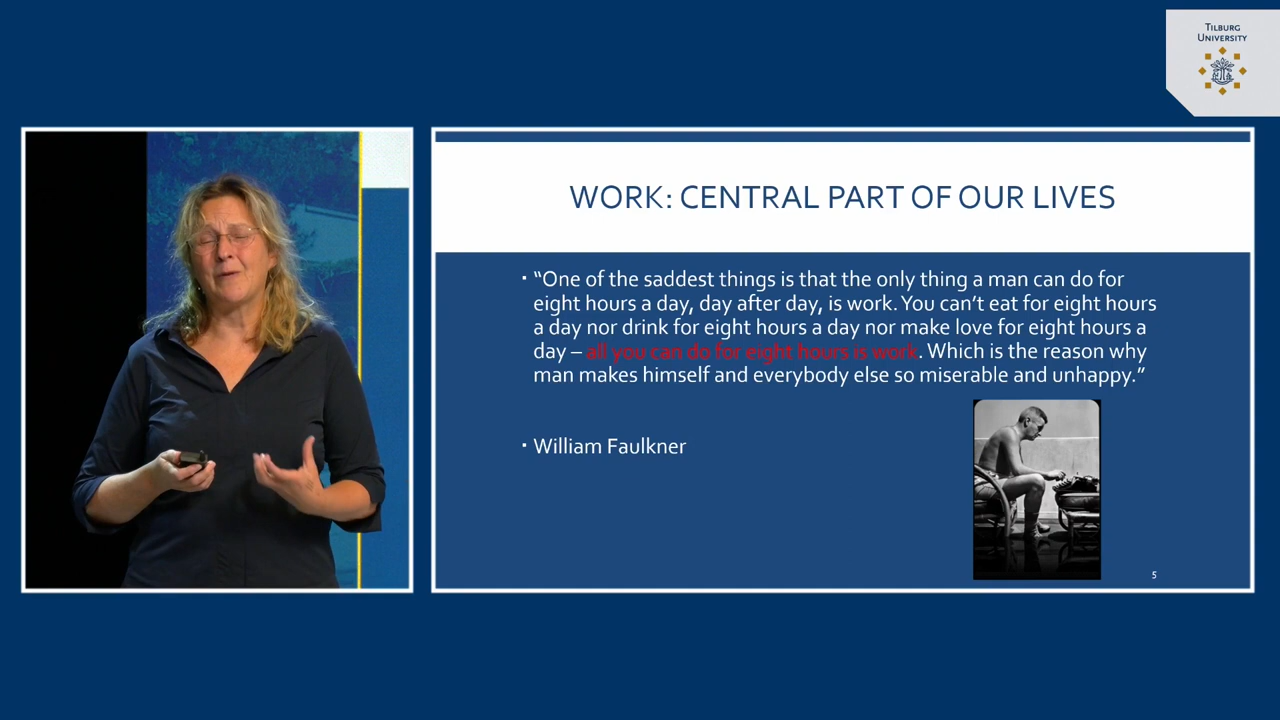 TILBURG
UNIVERSITY
WORK: CENTRAL PART OF OUR LIVES
▪ “One of the saddest things is that the only thing a man can do for
eight hours a day, day after day, is work. You can’t eat for eight hours
a day nor drink for eight hours a day nor make love for eight hours a
day – all you can do for eight hours is work. Which is the reason why
man makes himself and everybody else so miserable and unhappy.”
▪ William Faulkner
5